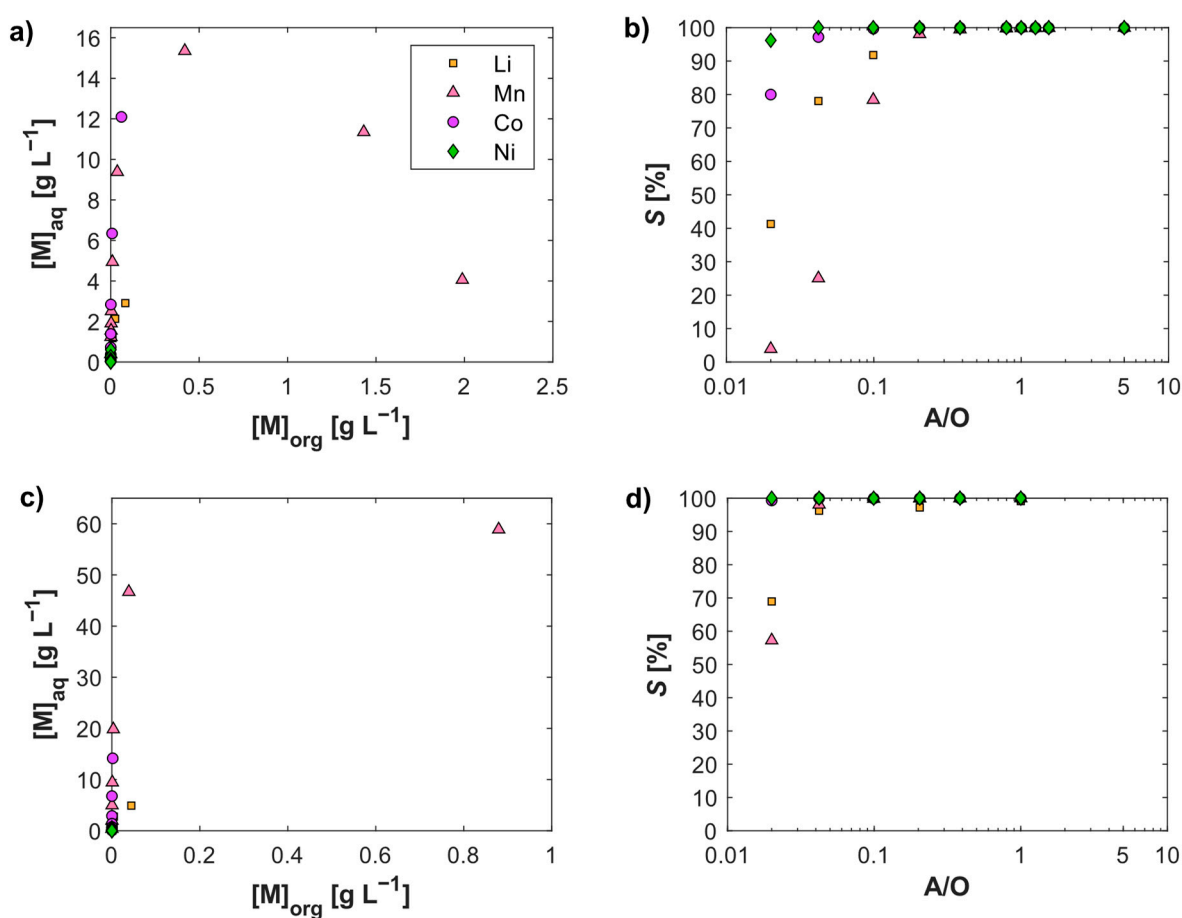 a)
16
14
12
10
8
6
4
2
0
[M]aq [g L−1]
0 0.5 1 1.5 2 2.5
[M]org [g L−1]
Li
Mn
Co
Ni
b)
100
90
80
70
60
50
40
30
20
10
0
S [%]
0.01 0.1 1 5 10
A/O
c)
60
50
40
30
20
10
0
[M]aq [g L−1]
0 0.2 0.4 0.6 0.8 1
[M]org [g L−1]
d)
100
90
80
70
60
50
40
30
20
10
0
S [%]
0.01 0.1 1 5 10
A/O